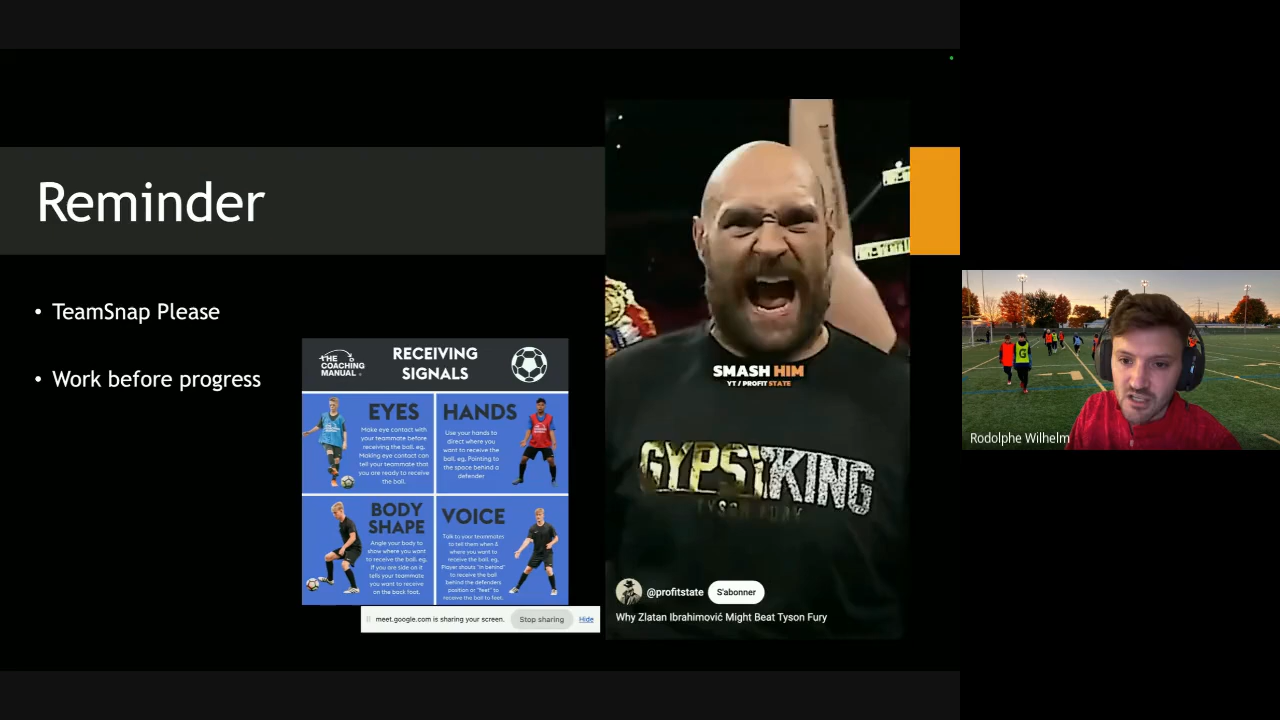 Reminder
• TeamSnap Please
• Work before progress
THE
COACHING
MANUAL
RECEIVING
SIGNALS
EYES
Make eye contact with
your teammate before
receiving the ball. eg,
Making eye contact can
tell your teammate that
you are ready to receive
the ball.
HANDS
Use your hands to
direct where you
want to receive the
ball. eg, Pointing to
the space behind a
defender
BODY
SHAPE
Angle your body to
show where you want
to receive the ball. eg,
If you are side on it
tells your teammate
you want to receive
on the back foot.
VOICE
Talk to your teammates
to tell them when &
where you want to
receive the ball. eg,
Player shouts "in behind"
to receive the ball
behind the defenders
position or "feet" to
receive the ball to feet.
meet.google.com is sharing your screen.
Stop sharing
Hide
SMASH HIM
YT / PROFIT STATE
GYPSY KING
@profitstate
S'abonner
Why Zlatan Ibrahimović Might Beat Tyson Fury
Rodolphe Wilhelm